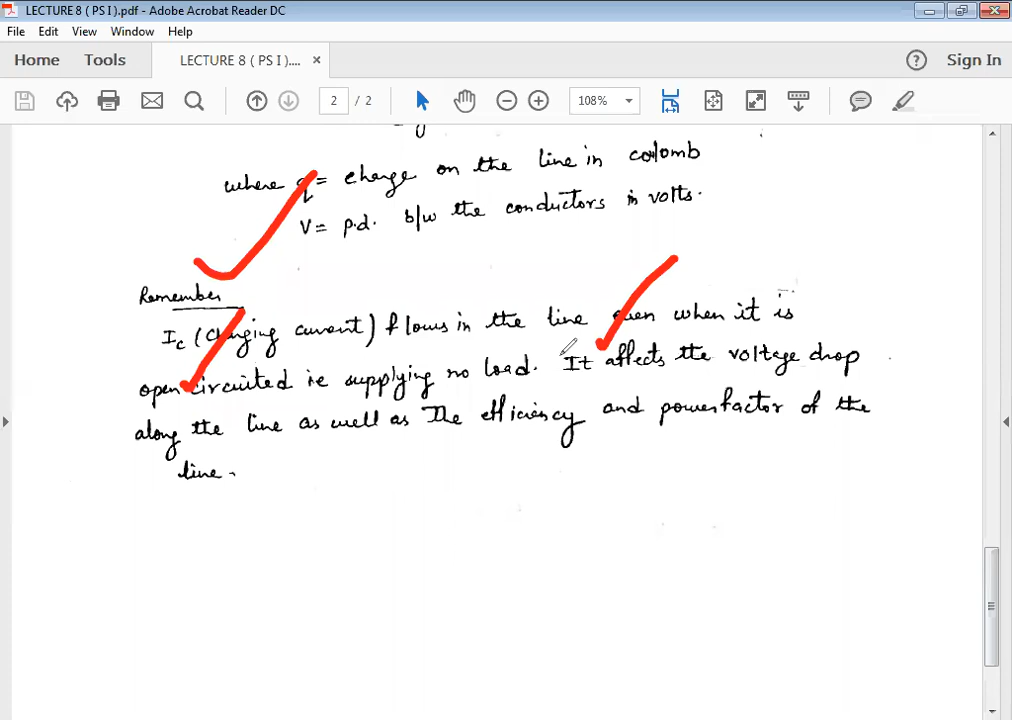 LECTURE 8 ( PS I ).pdf - Adobe Acrobat Reader DC
File Edit View Window Help
Home Tools LECTURE 8 ( PS I ).... × Sign In
2 / 2 108%
where q = charge on the line in coulomb
V = p.d. b/w the conductors in volts.
Remember
Ic (Charging current) flows in the line even when it is
open circuited ie supplying no load. It affects the voltage drop
along the line as well as The efficiency and powerfactor of the
line.